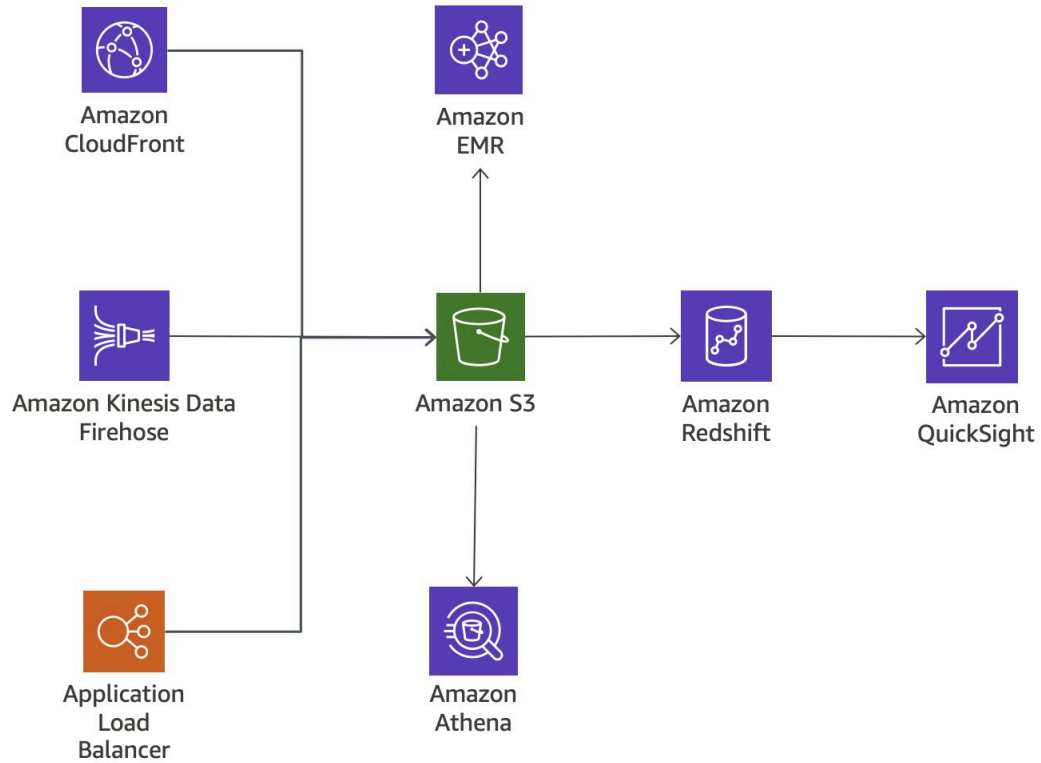 Amazon
CloudFront
Amazon
EMR
Amazon Kinesis Data
Firehose
Amazon S3
Amazon
Redshift
Amazon
QuickSight
Application
Load
Balancer
Amazon
Athena